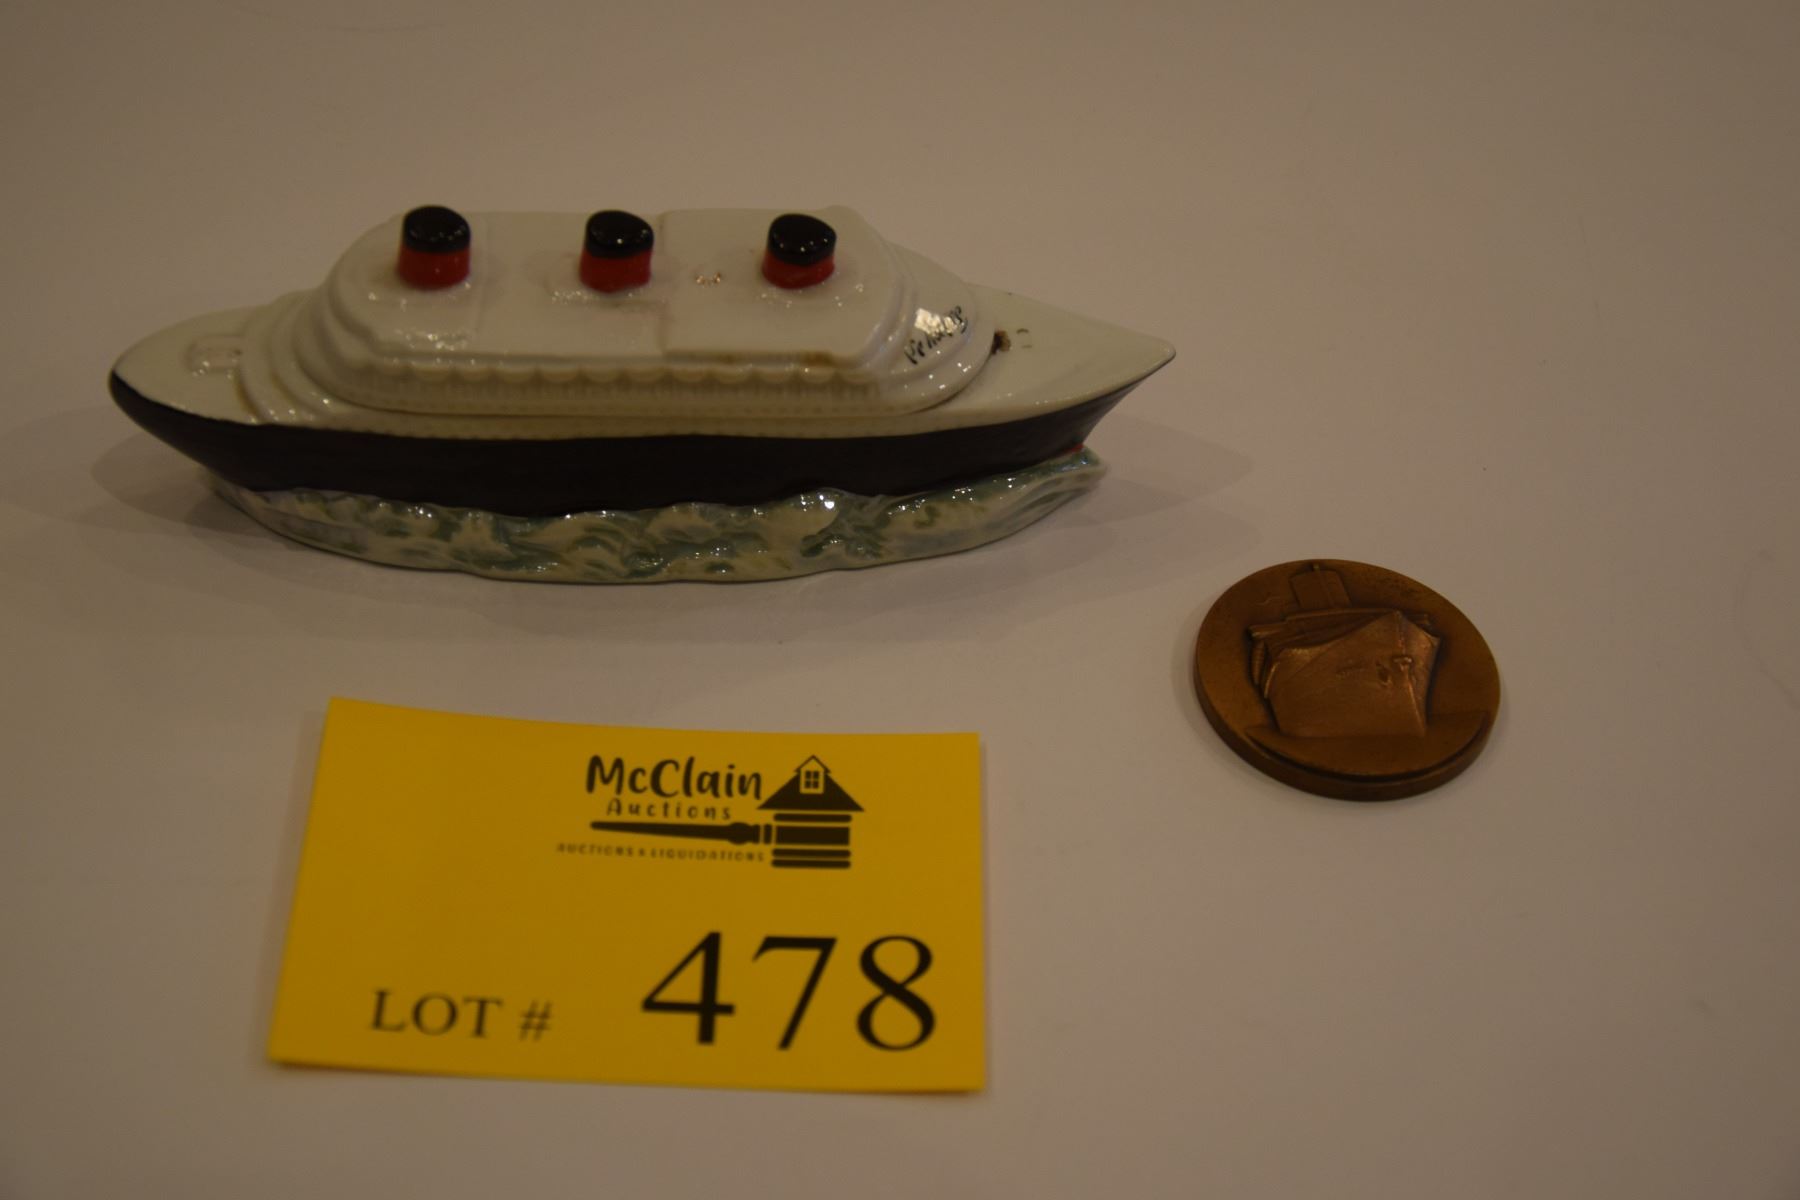 McClain
Auctions
AUCTIONS & LIQUIDATIONS
LOT # 478